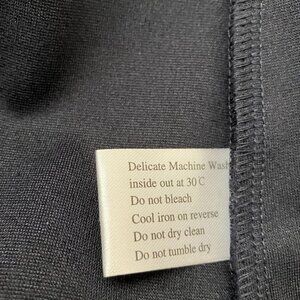 Delicate Machine Wash
inside out at 30°C
Do not bleach
Cool iron on reverse
Do not dry clean
Do not tumble dry